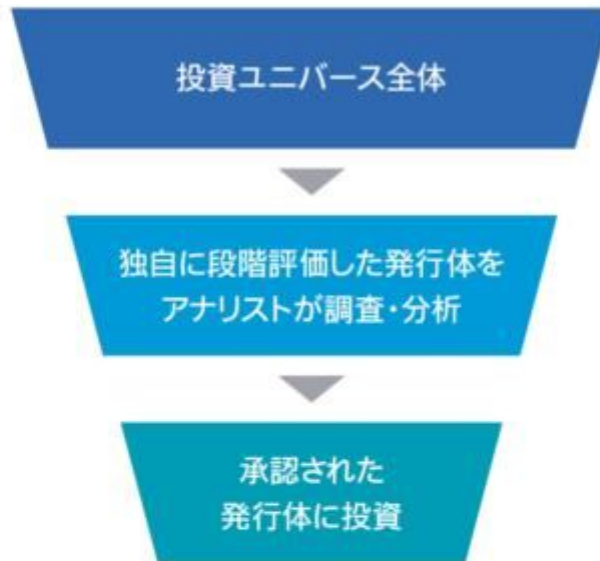 投資ユニバース全体
独自に段階評価した発行体を
アナリストが調査・分析
承認された
発行体に投資